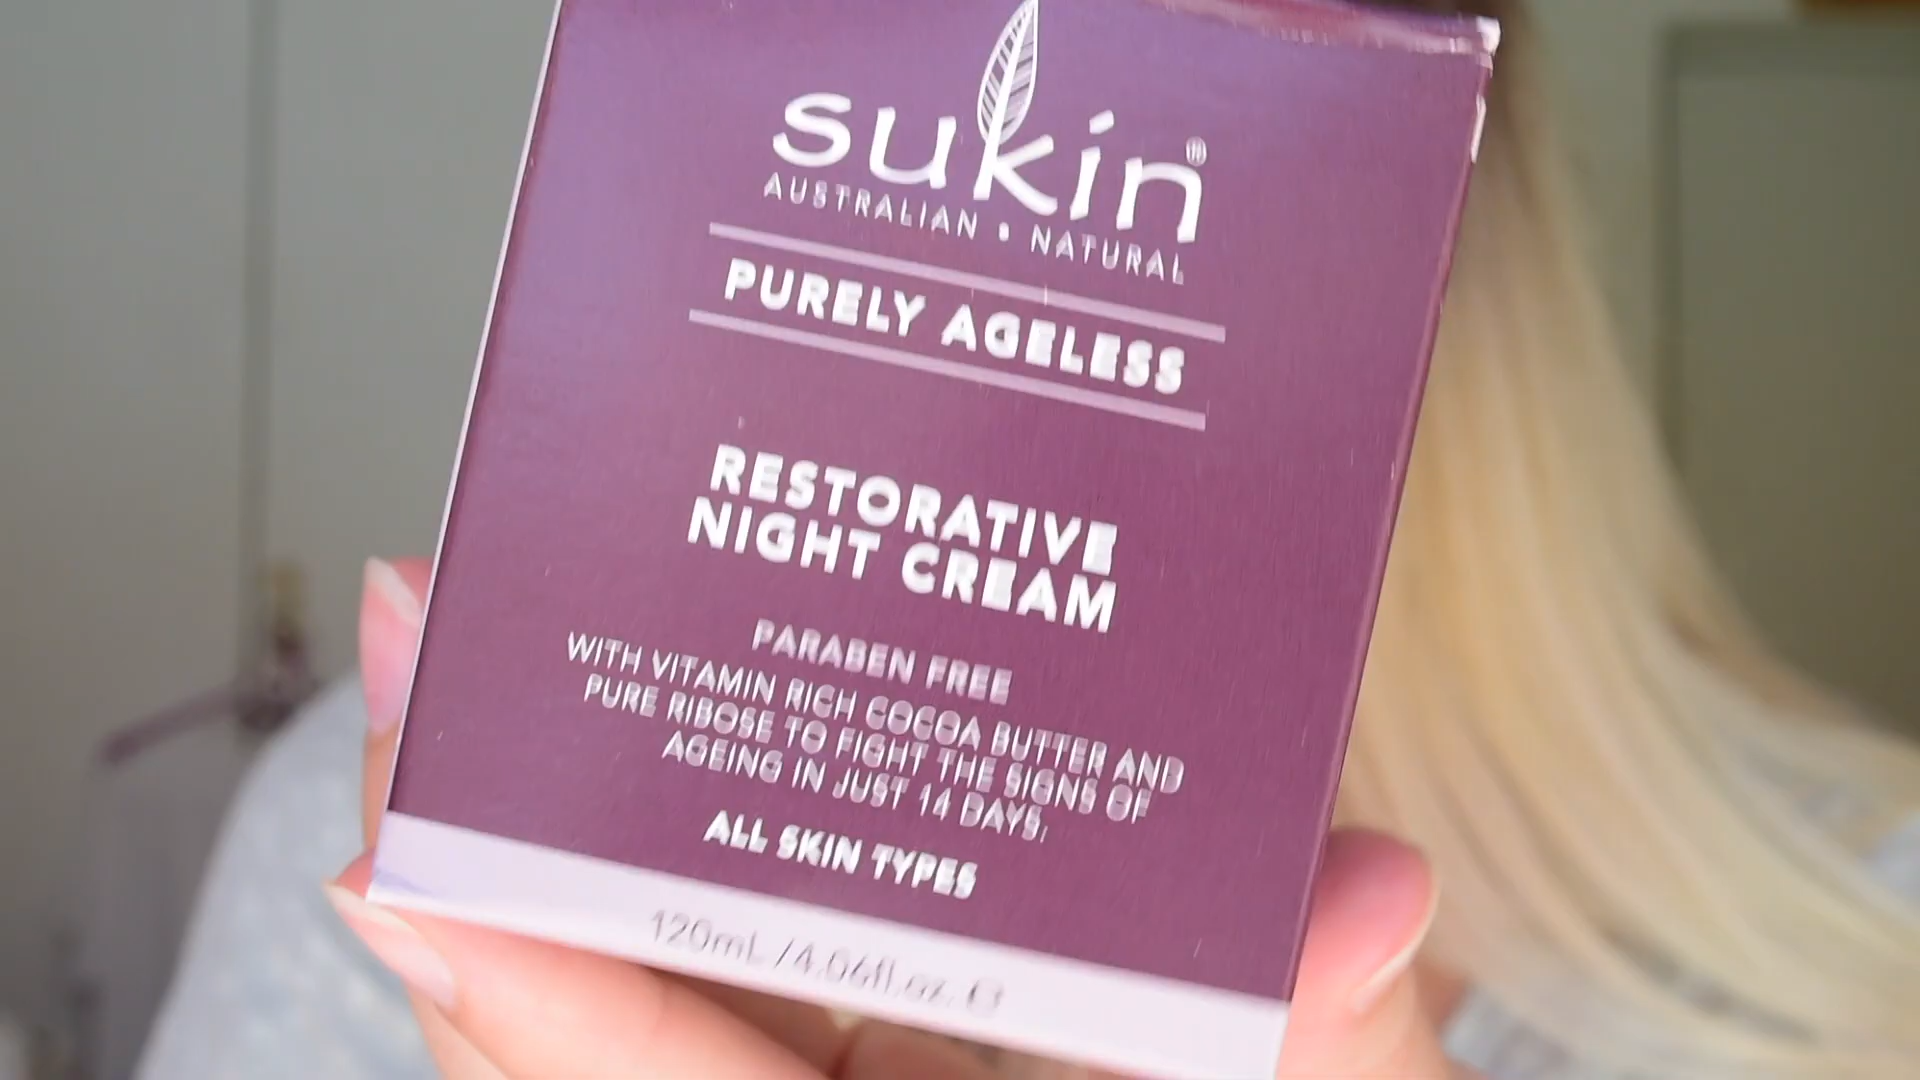 sukin®
AUSTRALIAN • NATURAL
PURELY AGELESS
RESTORATIVE
NIGHT CREAM
PARABEN FREE
WITH VITAMIN RICH COCOA BUTTER AND
PURE RIBOSE TO FIGHT THE SIGNS OF
AGEING IN JUST 14 DAYS.
ALL SKIN TYPES
120mL /4.06fl.oz. ℮